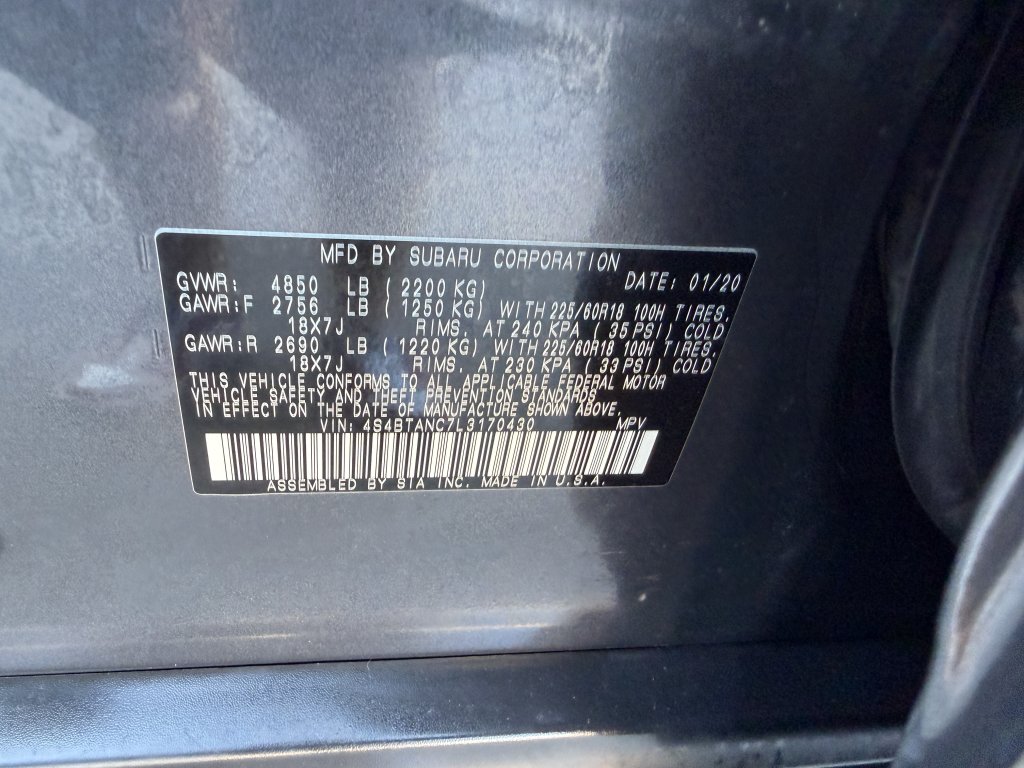 MFD BY SUBARU CORPORATION
GVWR: 4850 LB ( 2200 KG) DATE: 01/20
GAWR:F 2756 LB ( 1250 KG) WITH 225/60R18 100H TIRES,
18X7J RIMS, AT 240 KPA ( 35 PSI) COLD
GAWR:R 2690 LB ( 1220 KG) WITH 225/60R18 100H TIRES,
18X7J RIMS, AT 230 KPA ( 33 PSI) COLD
THIS VEHICLE CONFORMS TO ALL APPLICABLE FEDERAL MOTOR
VEHICLE SAFETY AND THEFT PREVENTION STANDARDS
IN EFFECT ON THE DATE OF MANUFACTURE SHOWN ABOVE.
VIN: 4S4BTANC7L3170430 MPV
ASSEMBLED BY SIA INC. MADE IN U.S.A.